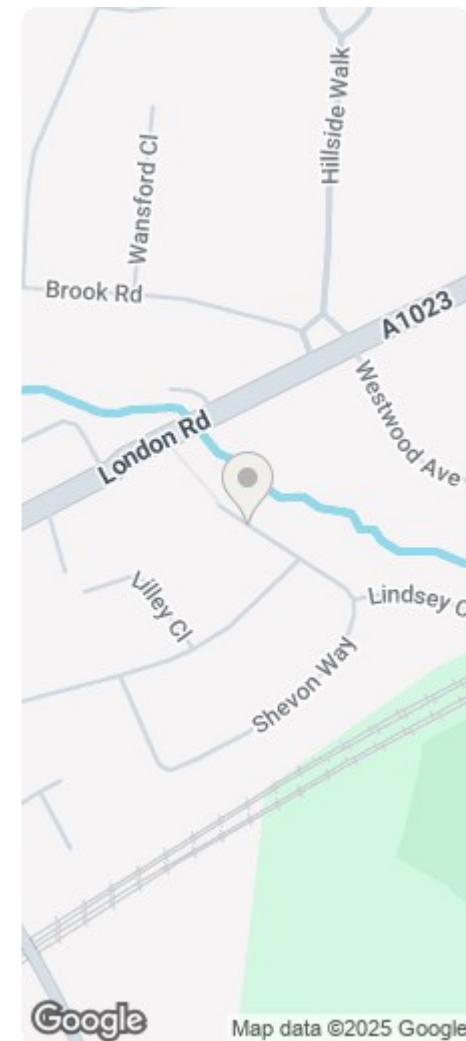 Hillside Walk
Wansford Cl
Brook Rd
A1023
Westwood Ave
London Rd
Lindsey C
Lilley Cl
Shevon Way
Google
Map data ©2025 Google